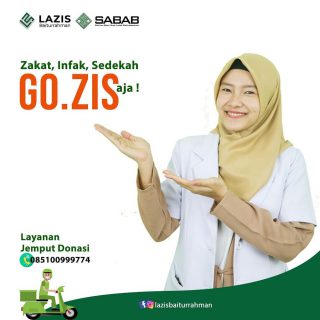 LAZIS
Baiturrahman
SABAB
Zakat, Infak, Sedekah
GO.ZIS aja !
Layanan
Jemput Donasi
085100999774
lazisbaiturrahman